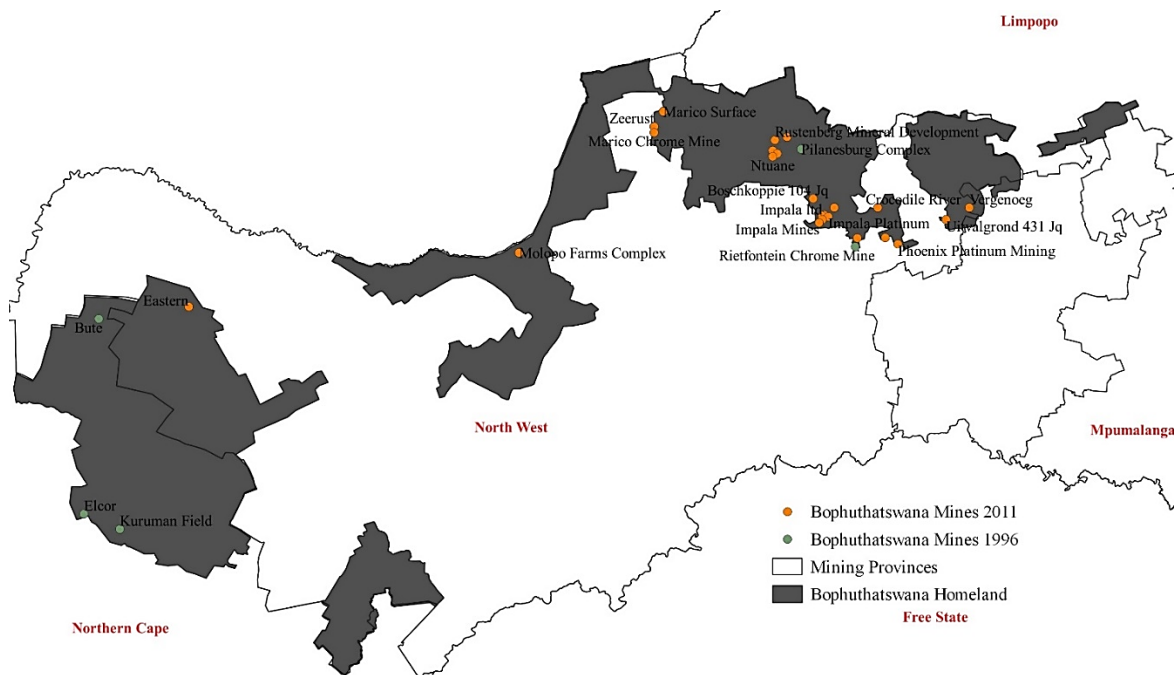 Limpopo
Marico Surface
Zeerust
Marico Chrome Mine
Rustenberg Mineral Development
Pilanesburg Complex
Ntuane
Boschkoppie 104 Jq
Crocodile River
Vergenoeg
Impala ltd
Impala Platinum
Uitvalgrond 431 Jq
Impala Mines
Rietfontein Chrome Mine
Phoenix Platinum Mining
Molopo Farms Complex
Eastern
Bute
North West
Mpumalanga
Elcor
Kuruman Field
Bophuthatswana Mines 2011
Bophuthatswana Mines 1996
Mining Provinces
Bophuthatswana Homeland
Free State
Northern Cape